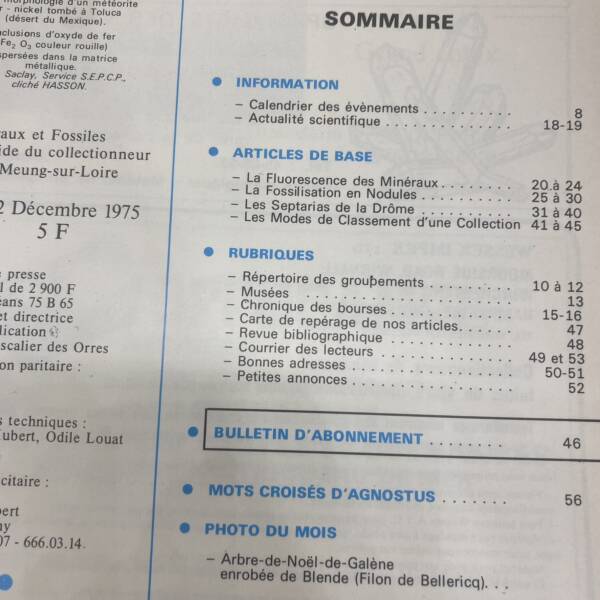 morphologie d'un météorite
- nickel tombé à Toluca
(désert du Mexique).
clusions d'oxyde de fer
Fe2 O3 couleur rouille)
persées dans la matrice
métallique.
Saclay, Service S.E.P.C.P.,
cliché HASSON.
aux et Fossiles
ide du collectionneur
Meung-sur-Loire
2 Décembre 1975
5 F
presse
l de 2 900 F
éans 75 B 65
et directrice
lication
scalier des Orres
on paritaire :
s techniques :
ubert, Odile Louat
citaire :
bert
ny
07 - 666.03.14.
SOMMAIRE
● INFORMATION
– Calendrier des évènements . . . . . . . . . . 8
– Actualité scientifique . . . . . . . . . . . . . . 18-19
● ARTICLES DE BASE
– La Fluorescence des Minéraux. . . . . . . . . 20 à 24
– La Fossilisation en Nodules . . . . . . . . . . 25 à 30
– Les Septarias de la Drôme . . . . . . . . . . 31 à 40
– Les Modes de Classement d'une Collection 41 à 45
● RUBRIQUES
– Répertoire des groupements . . . . . . . . . 10 à 12
– Musées . . . . . . . . . . . . . . . . . . . . 13
– Chronique des bourses . . . . . . . . . . . . 15-16
– Carte de repérage de nos articles. . . . . . . 47
– Revue bibliographique . . . . . . . . . . . . 48
– Courrier des lecteurs . . . . . . . . . . . . . 49 et 53
– Bonnes adresses . . . . . . . . . . . . . . . 50-51
– Petites annonces . . . . . . . . . . . . . . . 52
● BULLETIN D'ABONNEMENT . . . . . . . . 46
● MOTS CROISÉS D'AGNOSTUS . . . . . . . 56
● PHOTO DU MOIS
– Arbre-de-Noël-de-Galène
enrobée de Blende (Filon de Bellericq). . .